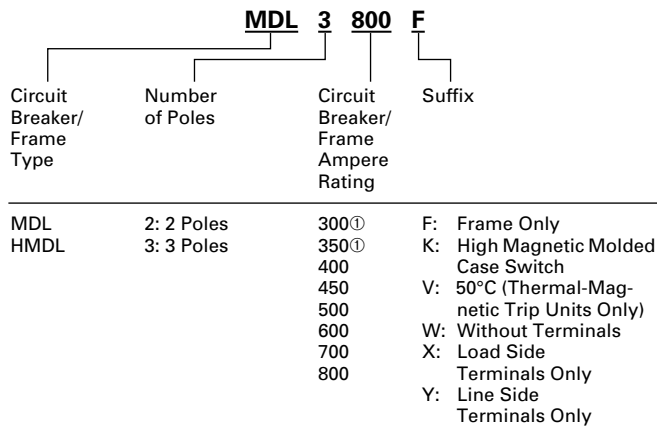 MDL 3 800 F
Circuit Breaker/ Frame Type
Number of Poles
Circuit Breaker/ Frame Ampere Rating
Suffix
MDL
HMDL
2: 2 Poles
3: 3 Poles
300①
350①
400
450
500
600
700
800
F: Frame Only
K: High Magnetic Molded
Case Switch
V: 50°C (Thermal-Mag-
netic Trip Units Only)
W: Without Terminals
X: Load Side
Terminals Only
Y: Line Side
Terminals Only